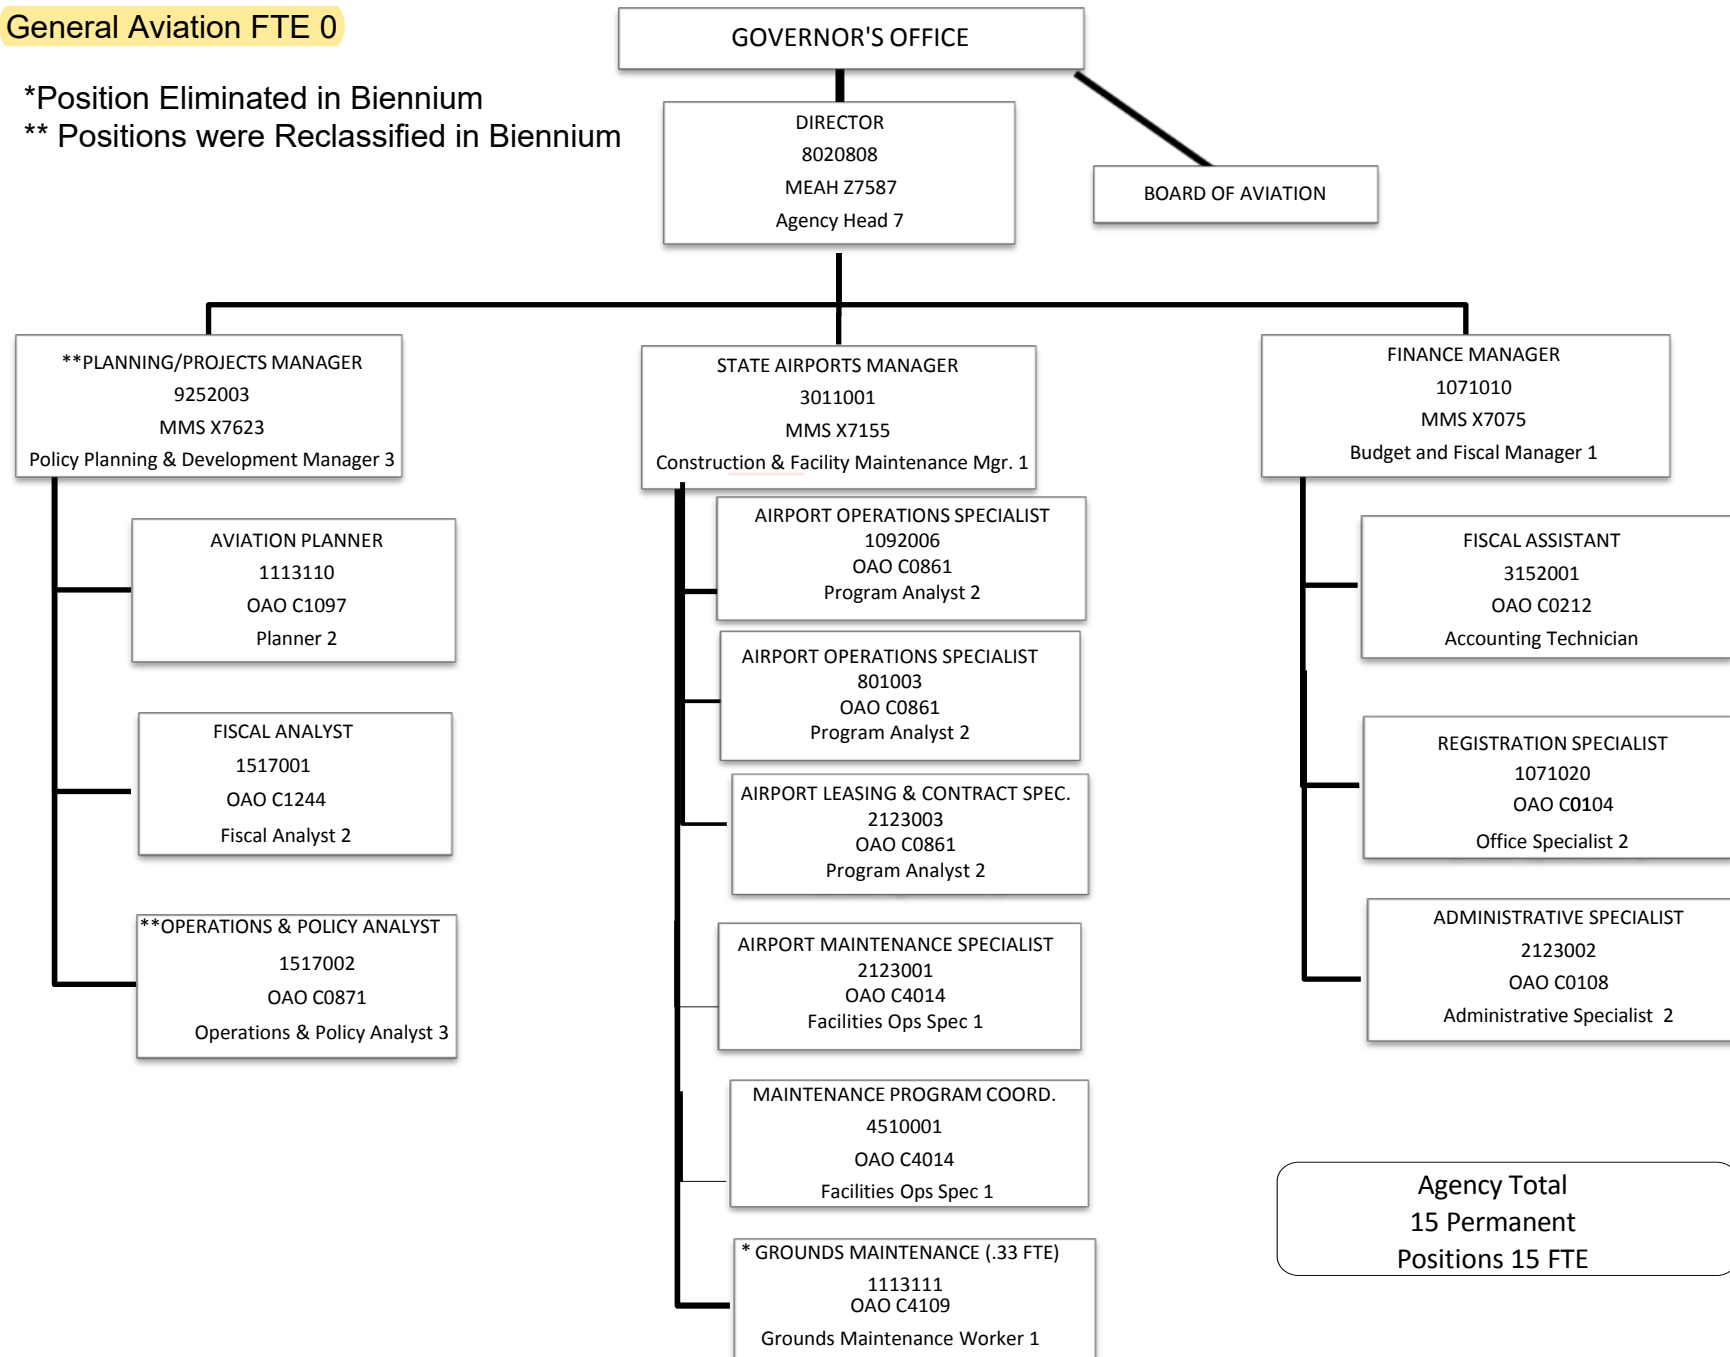 General Aviation FTE 0
*Position Eliminated in Biennium
** Positions were Reclassified in Biennium
GOVERNOR'S OFFICE
DIRECTOR
8020808
MEAH Z7587
Agency Head 7
BOARD OF AVIATION
**PLANNING/PROJECTS MANAGER
9252003
MMS X7623
Policy Planning & Development Manager 3
AVIATION PLANNER
1113110
OAO C1097
Planner 2
FISCAL ANALYST
1517001
OAO C1244
Fiscal Analyst 2
**OPERATIONS & POLICY ANALYST
1517002
OAO C0871
Operations & Policy Analyst 3
STATE AIRPORTS MANAGER
3011001
MMS X7155
Construction & Facility Maintenance Mgr. 1
AIRPORT OPERATIONS SPECIALIST
1092006
OAO C0861
Program Analyst 2
AIRPORT OPERATIONS SPECIALIST
801003
OAO C0861
Program Analyst 2
AIRPORT LEASING & CONTRACT SPEC.
2123003
OAO C0861
Program Analyst 2
AIRPORT MAINTENANCE SPECIALIST
2123001
OAO C4014
Facilities Ops Spec 1
MAINTENANCE PROGRAM COORD.
4510001
OAO C4014
Facilities Ops Spec 1
* GROUNDS MAINTENANCE (.33 FTE)
1113111
OAO C4109
Grounds Maintenance Worker 1
FINANCE MANAGER
1071010
MMS X7075
Budget and Fiscal Manager 1
FISCAL ASSISTANT
3152001
OAO C0212
Accounting Technician
REGISTRATION SPECIALIST
1071020
OAO C0104
Office Specialist 2
ADMINISTRATIVE SPECIALIST
2123002
OAO C0108
Administrative Specialist 2
Agency Total
15 Permanent
Positions 15 FTE